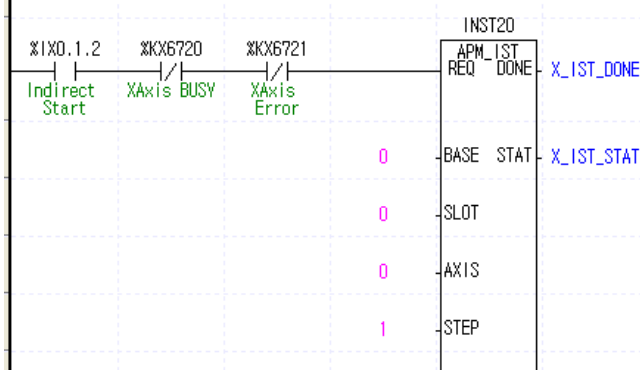 INST20
%IX0.1.2 %KX6720 %KX6721 APM_IST
REQ DONE X_IST_DONE
Indirect XAxis BUSY XAxis
Start Error
0 BASE STAT X_IST_STAT
0 SLOT
0 AXIS
1 STEP